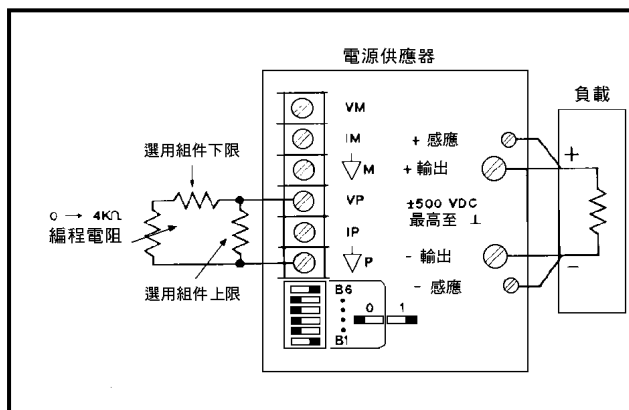 電源供應器
負載
VM
IM
M
VP
IP
P
+ 感應
+ 輸出
±500 VDC
最高至 ⊥
- 輸出
- 感應
+
-
選用組件下限
0 → 4KΩ
編程電阻
選用組件上限
B6
0 1
B1